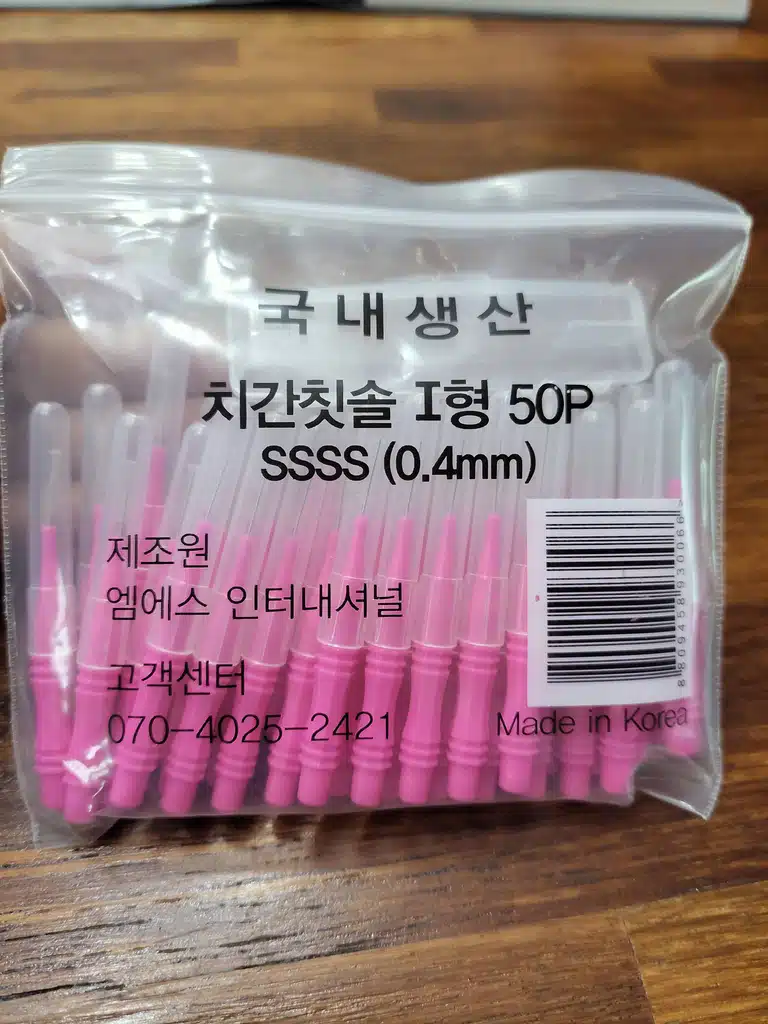 국내생산
치간칫솔 I형 50P
SSSS (0.4mm)
제조원
엠에스 인터내셔널
고객센터
070-4025-2421
8809458930066
Made in Korea